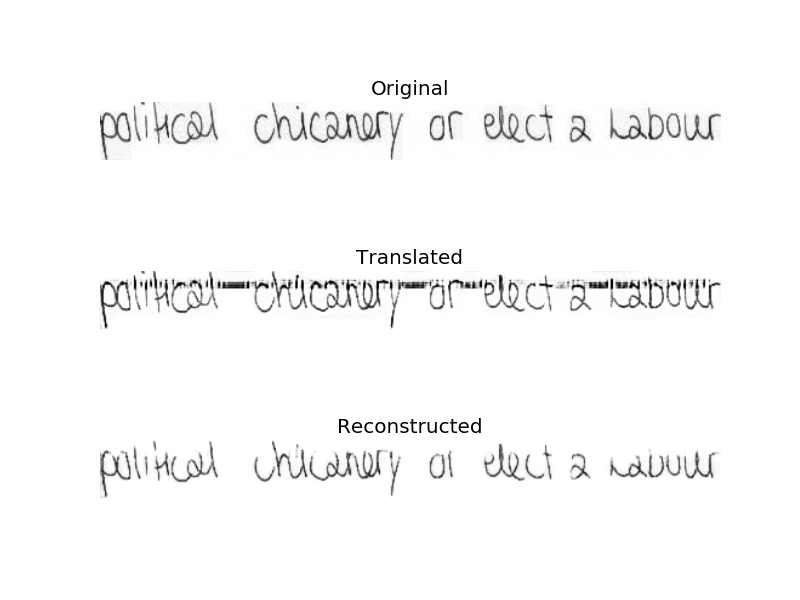 Original
political chicanery or elect a Labour
Translated
political chicanery or elect a Labour
Reconstructed
political chicanery or elect a Labour